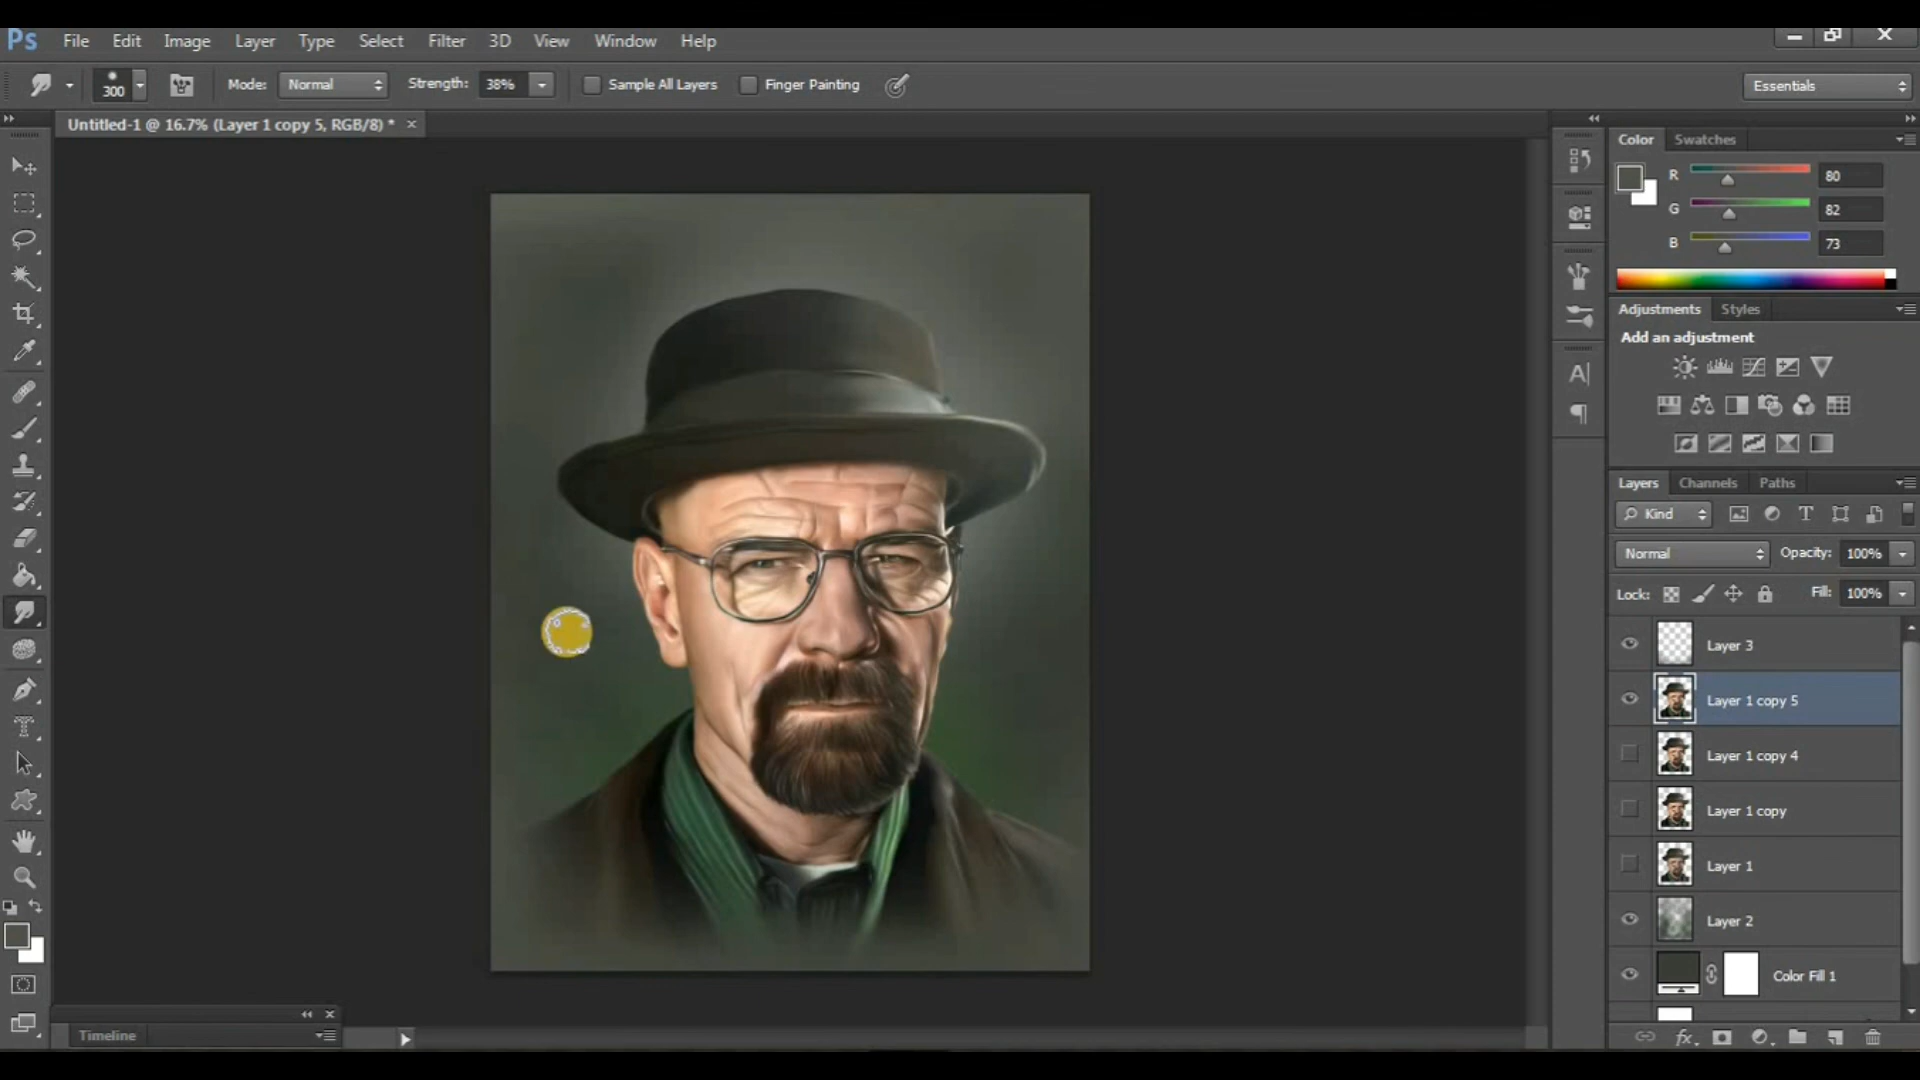 Ps File Edit Image Layer Type Select Filter 3D View Window Help
300 Mode: Normal Strength: 38% Sample All Layers Finger Painting Essentials
Untitled-1 @ 16.7% (Layer 1 copy 5, RGB/8) * ×
Color Swatches
R 80
G 82
B 73
Adjustments Styles
Add an adjustment
Layers Channels Paths
Kind
Normal Opacity: 100%
Lock: Fill: 100%
Layer 3
Layer 1 copy 5
Layer 1 copy 4
Layer 1 copy
Layer 1
Layer 2
Color Fill 1
Timeline